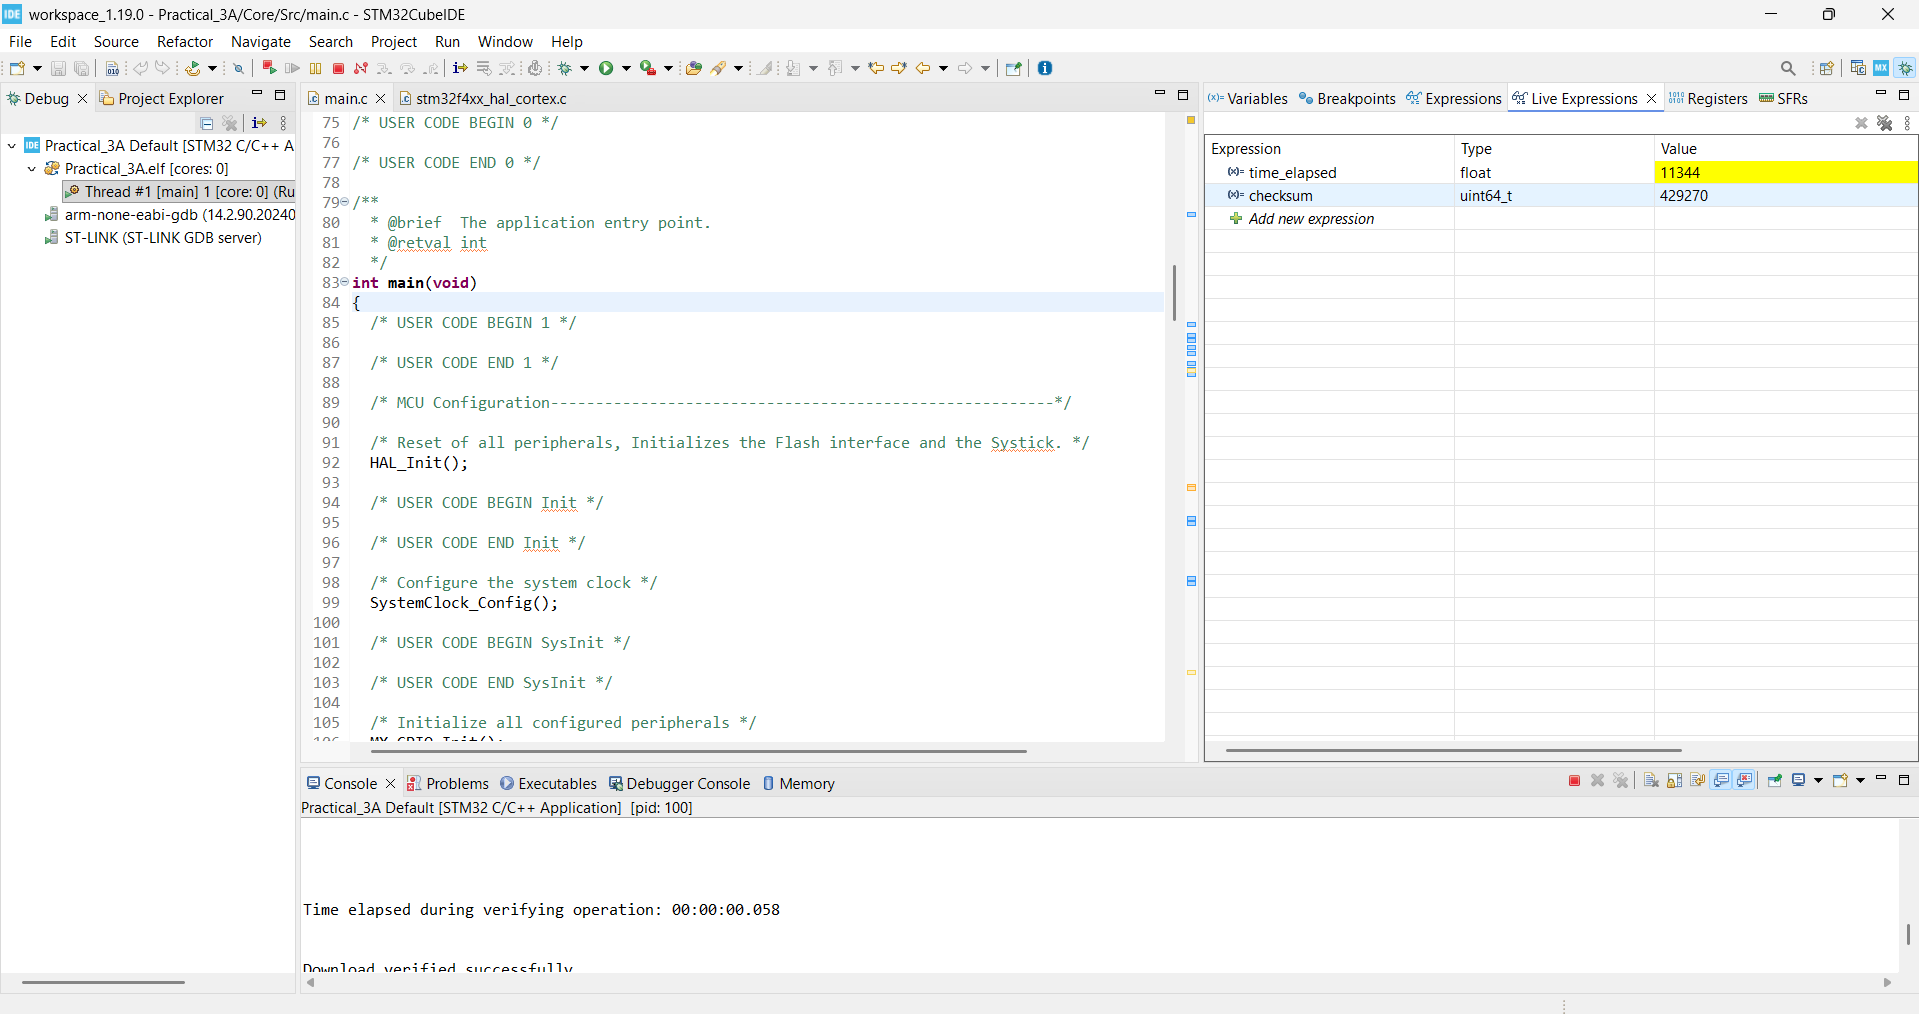 IDE workspace_1.19.0 - Practical_3A/Core/Src/main.c - STM32CubeIDE
File Edit Source Refactor Navigate Search Project Run Window Help
Debug
Project Explorer
Practical_3A Default [STM32 C/C++ A
Practical_3A.elf [cores: 0]
Thread #1 [main] 1 [core: 0] (Ru
arm-none-eabi-gdb (14.2.90.20240
ST-LINK (ST-LINK GDB server)
main.c
stm32f4xx_hal_cortex.c
75 /* USER CODE BEGIN 0 */
76
77 /* USER CODE END 0 */
78
79 /**
80 * @brief  The application entry point.
81 * @retval int
82 */
83 int main(void)
84 {
85 /* USER CODE BEGIN 1 */
86
87 /* USER CODE END 1 */
88
89 /* MCU Configuration--------------------------------------------------------*/
90
91 /* Reset of all peripherals, Initializes the Flash interface and the Systick. */
92 HAL_Init();
93
94 /* USER CODE BEGIN Init */
95
96 /* USER CODE END Init */
97
98 /* Configure the system clock */
99 SystemClock_Config();
100
101 /* USER CODE BEGIN SysInit */
102
103 /* USER CODE END SysInit */
104
105 /* Initialize all configured peripherals */
106 MX_GPIO_Init();
(x)= Variables
Breakpoints
Expressions
Live Expressions
Registers
SFRs
Expression Type Value
(x)= time_elapsed float 11344
(x)= checksum uint64_t 429270
Add new expression
Console
Problems
Executables
Debugger Console
Memory
Practical_3A Default [STM32 C/C++ Application] [pid: 100]
Time elapsed during verifying operation: 00:00:00.058
Download verified successfully